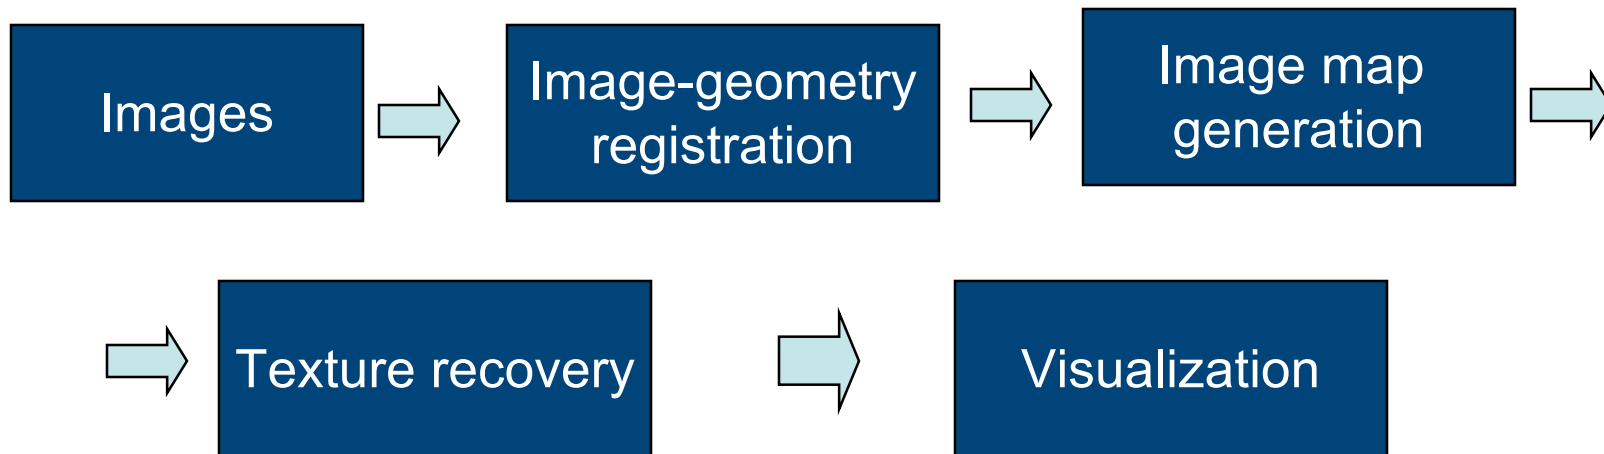 Images
Image-geometry
registration
Image map
generation
Texture recovery
Visualization